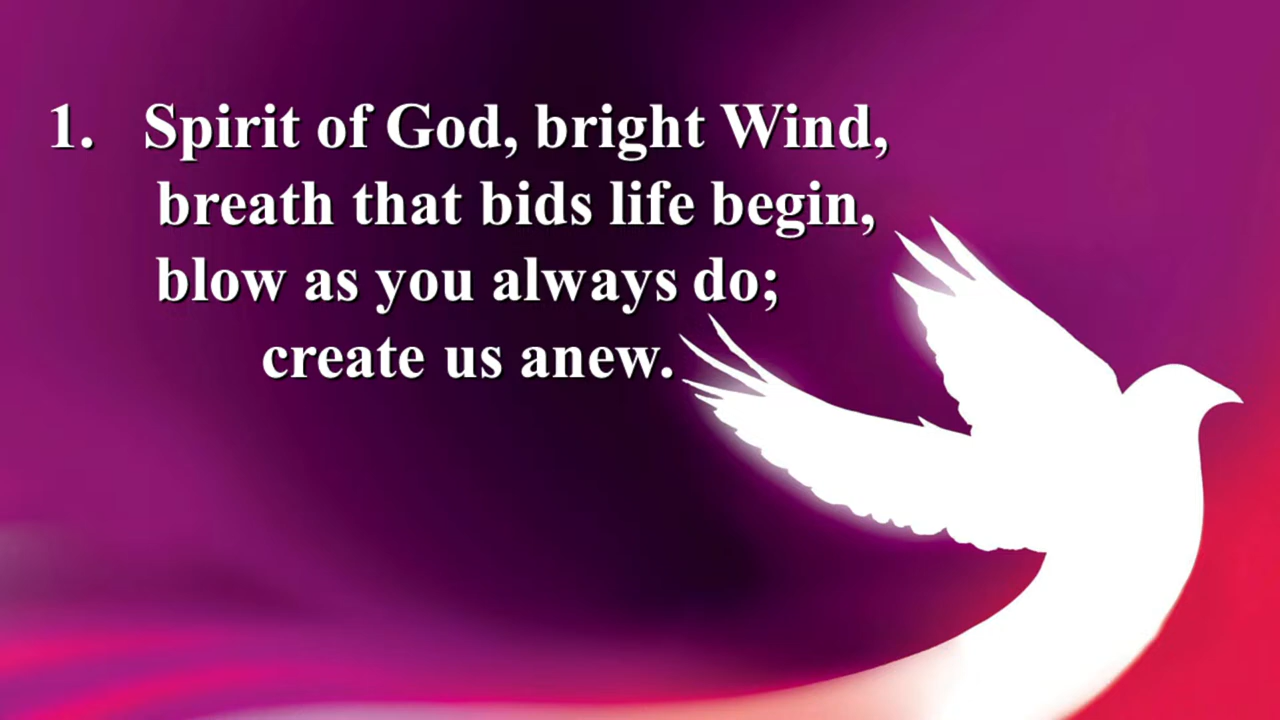 1. Spirit of God, bright Wind,
breath that bids life begin,
blow as you always do;
create us anew.